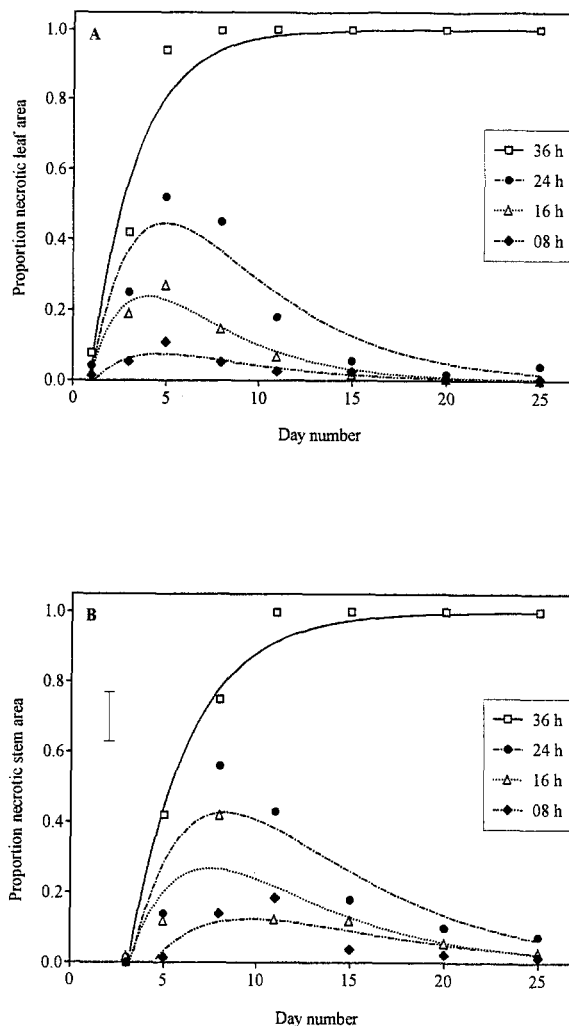 A
Proportion necrotic leaf area
1.0
0.8
0.6
0.4
0.2
0.0
0 5 10 15 20 25
Day number
36 h
24 h
16 h
08 h
B
Proportion necrotic stem area
1.0
0.8
0.6
0.4
0.2
0.0
0 5 10 15 20 25
Day number
36 h
24 h
16 h
08 h